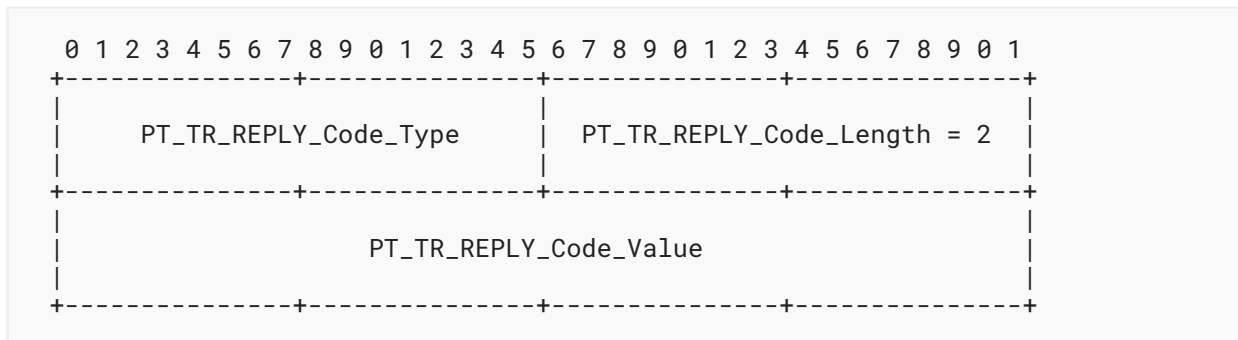 0 1 2 3 4 5 6 7 8 9 0 1 2 3 4 5 6 7 8 9 0 1 2 3 4 5 6 7 8 9 0 1
+---------------+---------------+---------------+---------------+
|                               |                               |
|     PT_TR_REPLY_Code_Type     |  PT_TR_REPLY_Code_Length = 2  |
|                               |                               |
+---------------+---------------+---------------+---------------+
|                                                               |
|                    PT_TR_REPLY_Code_Value                     |
|                                                               |
+---------------+---------------+---------------+---------------+